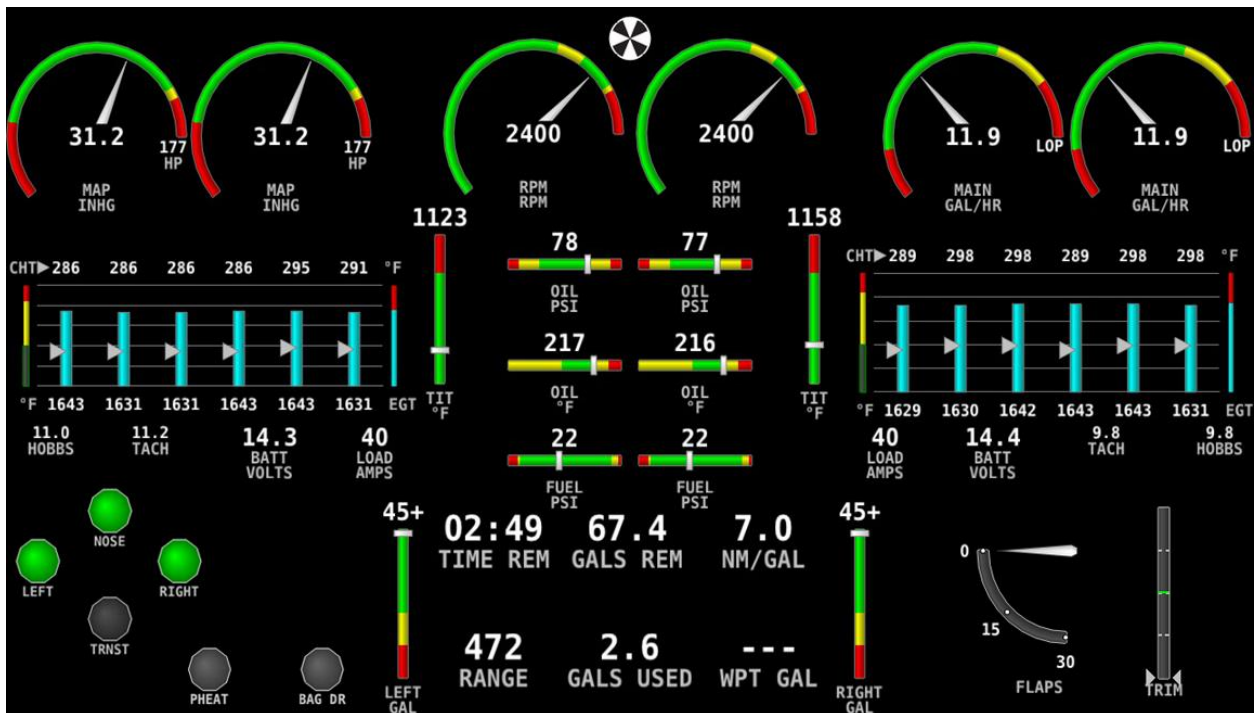 31.2
177
HP
MAP
INHG
31.2
177
HP
MAP
INHG
2400
RPM
RPM
2400
RPM
RPM
11.9
LOP
MAIN
GAL/HR
11.9
LOP
MAIN
GAL/HR
CHT 286 286 286 286 295 291 °F
°F 1643 1631 1631 1643 1643 1631 EGT
11.0
HOBBS
11.2
TACH
14.3
BATT
VOLTS
40
LOAD
AMPS
1123
TIT
°F
78
OIL
PSI
77
OIL
PSI
217
OIL
°F
216
OIL
°F
22
FUEL
PSI
22
FUEL
PSI
1158
TIT
°F
CHT 289 298 298 289 298 298 °F
°F 1629 1630 1642 1643 1643 1631 EGT
40
LOAD
AMPS
14.4
BATT
VOLTS
9.8
TACH
9.8
HOBBS
NOSE
LEFT
RIGHT
TRNST
PHEAT
BAG DR
45+
LEFT
GAL
02:49
TIME REM
67.4
GALS REM
7.0
NM/GAL
472
RANGE
2.6
GALS USED
---
WPT GAL
45+
RIGHT
GAL
0
15
30
FLAPS
TRIM